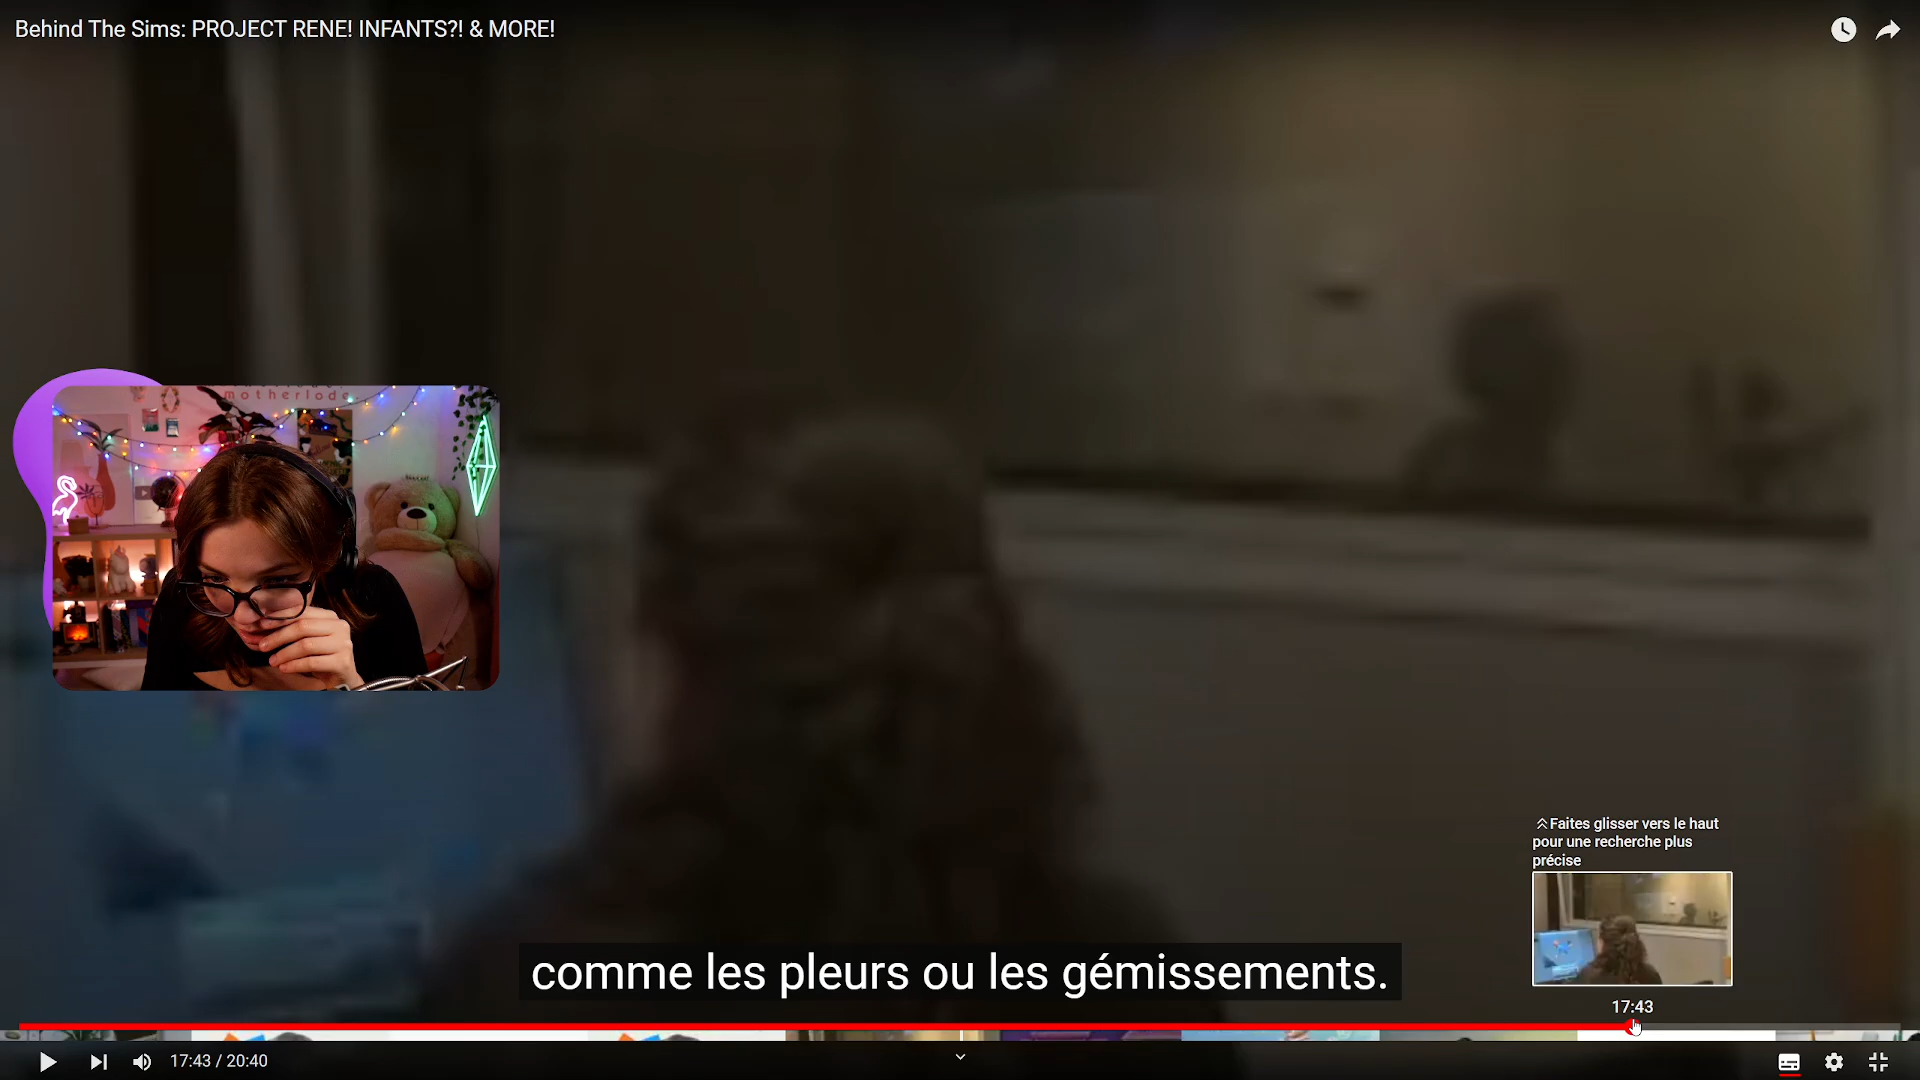 Behind The Sims: PROJECT RENE! INFANTS?! & MORE!
motherlode
Faites glisser vers le haut
pour une recherche plus
précise
comme les pleurs ou les gémissements.
17:43
17:43 / 20:40